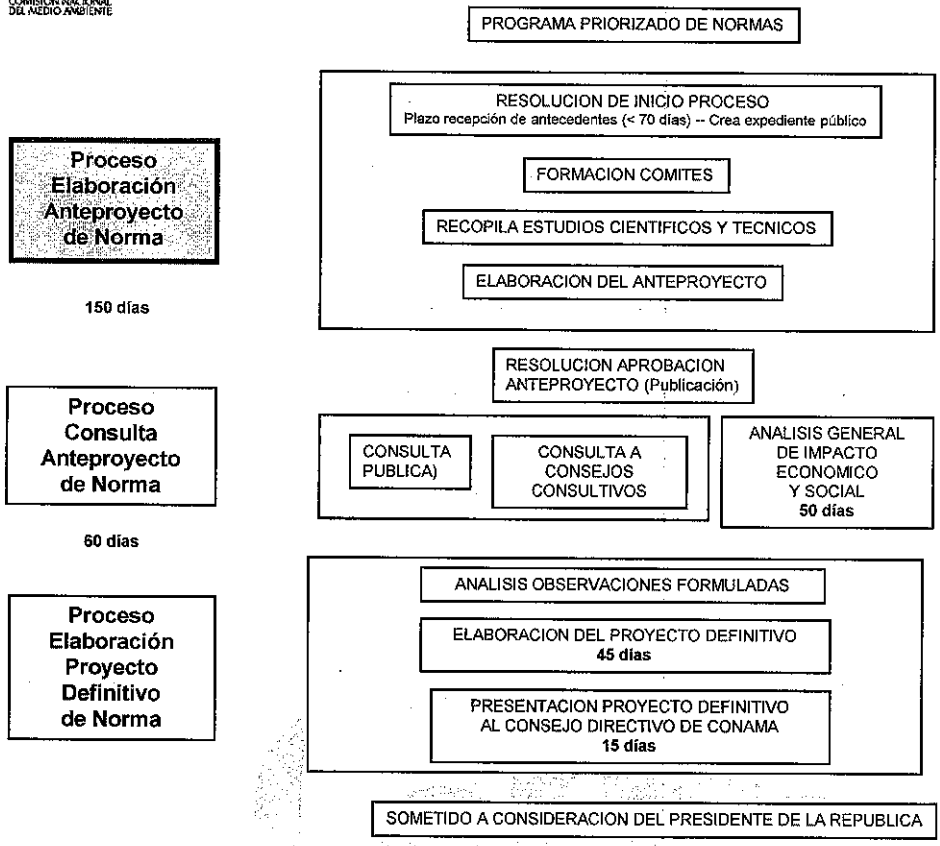 COMISION NACIONAL
DEL MEDIO AMBIENTE
PROGRAMA PRIORIZADO DE NORMAS
RESOLUCION DE INICIO PROCESO
Plazo recepción de antecedentes (< 70 días) -- Crea expediente público
Proceso
Elaboración
Anteproyecto
de Norma
FORMACION COMITES
RECOPILA ESTUDIOS CIENTIFICOS Y TECNICOS
ELABORACION DEL ANTEPROYECTO
150 días
RESOLUCION APROBACION
ANTEPROYECTO (Publicación)
Proceso
Consulta
Anteproyecto
de Norma
CONSULTA
PUBLICA)
CONSULTA A
CONSEJOS
CONSULTIVOS
ANALISIS GENERAL
DE IMPACTO
ECONOMICO
Y SOCIAL
50 días
60 días
ANALISIS OBSERVACIONES FORMULADAS
Proceso
Elaboración
Proyecto
Definitivo
de Norma
ELABORACION DEL PROYECTO DEFINITIVO
45 días
PRESENTACION PROYECTO DEFINITIVO
AL CONSEJO DIRECTIVO DE CONAMA
15 días
SOMETIDO A CONSIDERACION DEL PRESIDENTE DE LA REPUBLICA